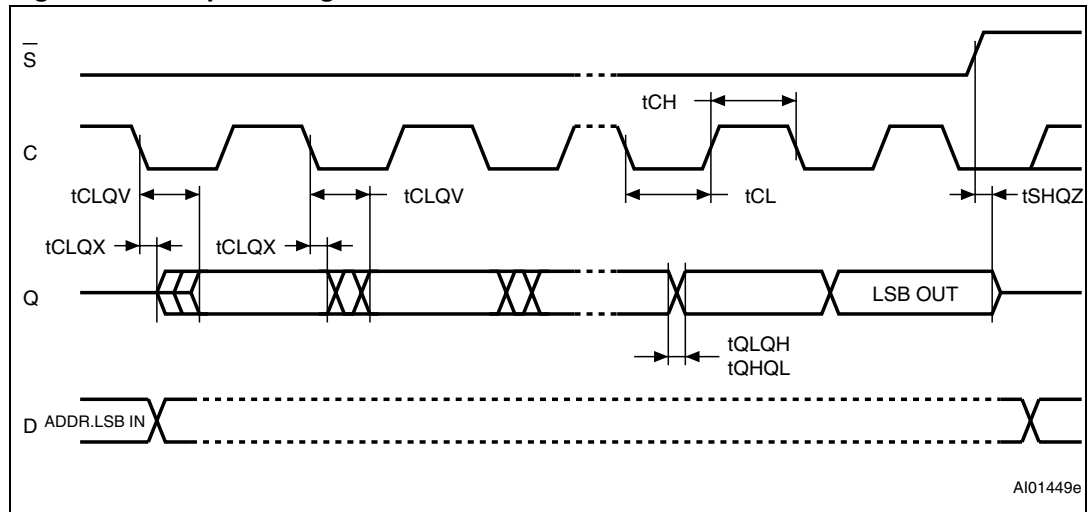 S
tCH
C
tCLQV
tCLQV
tCL
tSHQZ
tCLQX
tCLQX
Q
LSB OUT
tQLQH
tQHQL
D
ADDR.LSB IN
AI01449e